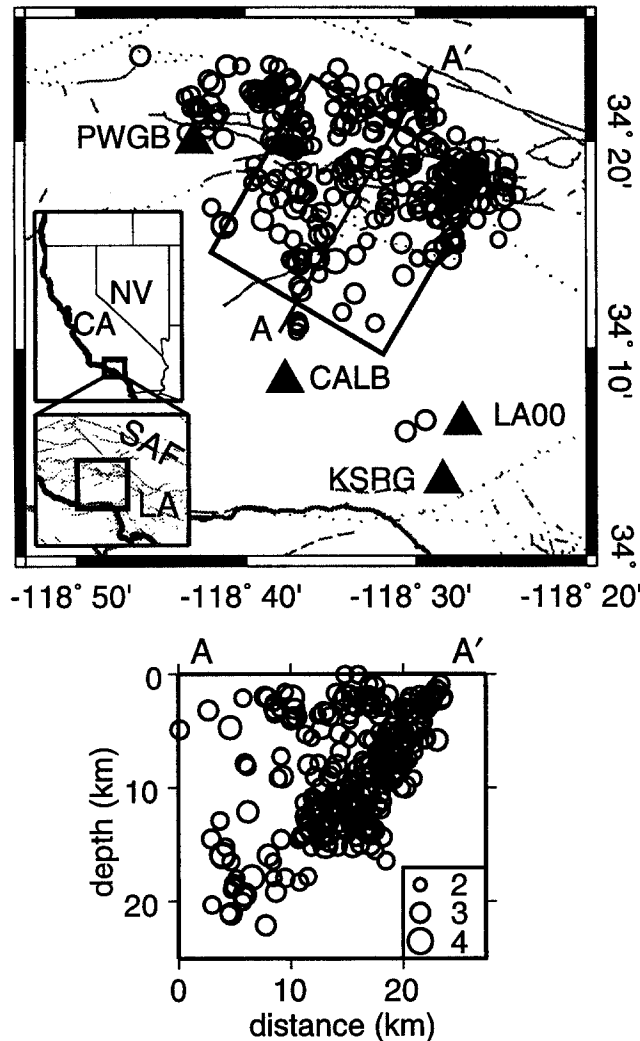 A′
PWGB
34° 20′
NV
CA
A
34° 10′
CALB
LA00
SAF
LA
KSRG
34°
-118° 50′ -118° 40′ -118° 30′ -118° 20′
A A′
0
10
20
depth (km)
2
3
4
0 10 20
distance (km)